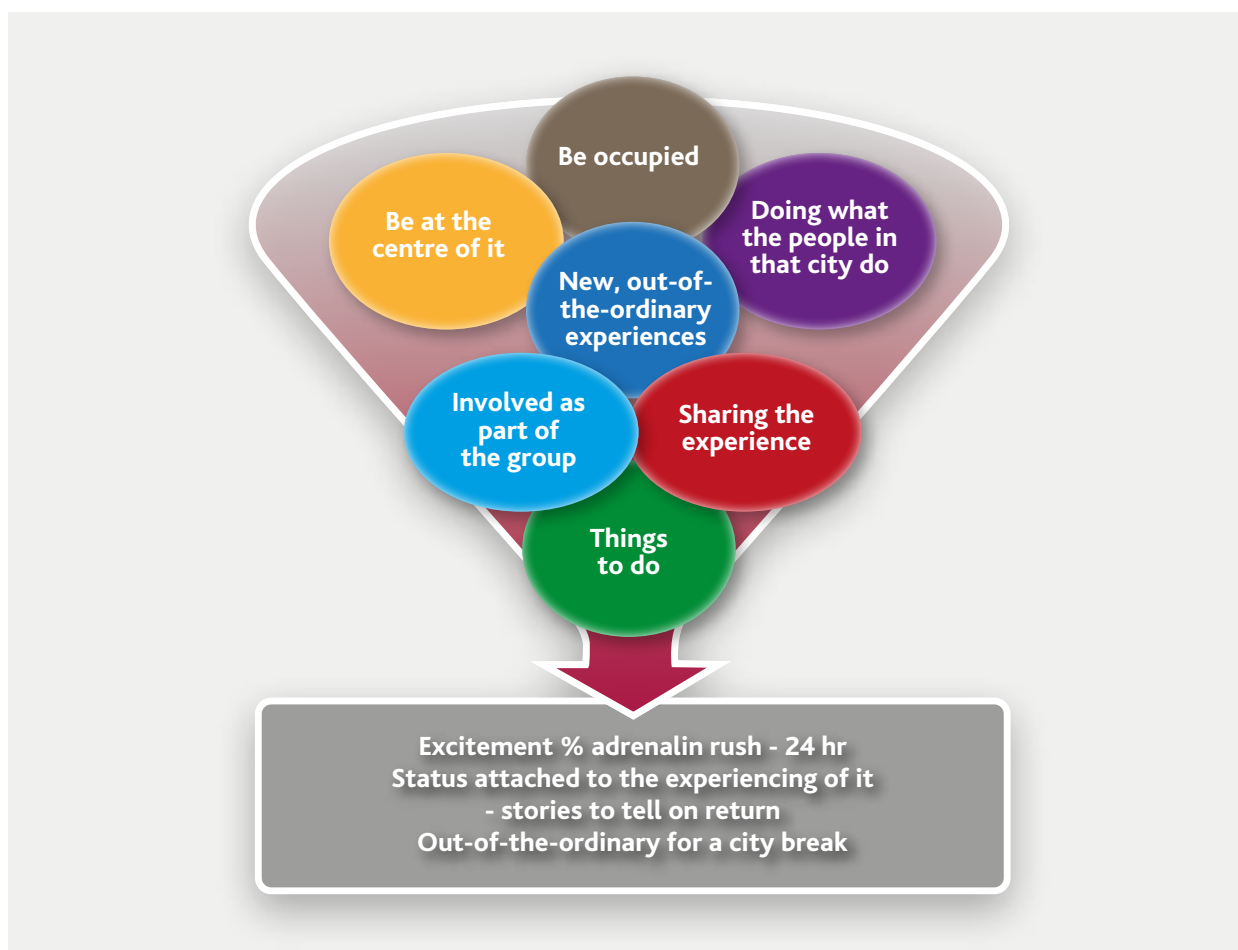 Be occupied
Be at the
centre of it
Doing what
the people in
that city do
New, out-of-
the-ordinary
experiences
Involved as
part of
the group
Sharing the
experience
Things
to do
Excitement % adrenalin rush - 24 hr
Status attached to the experiencing of it
- stories to tell on return
Out-of-the-ordinary for a city break